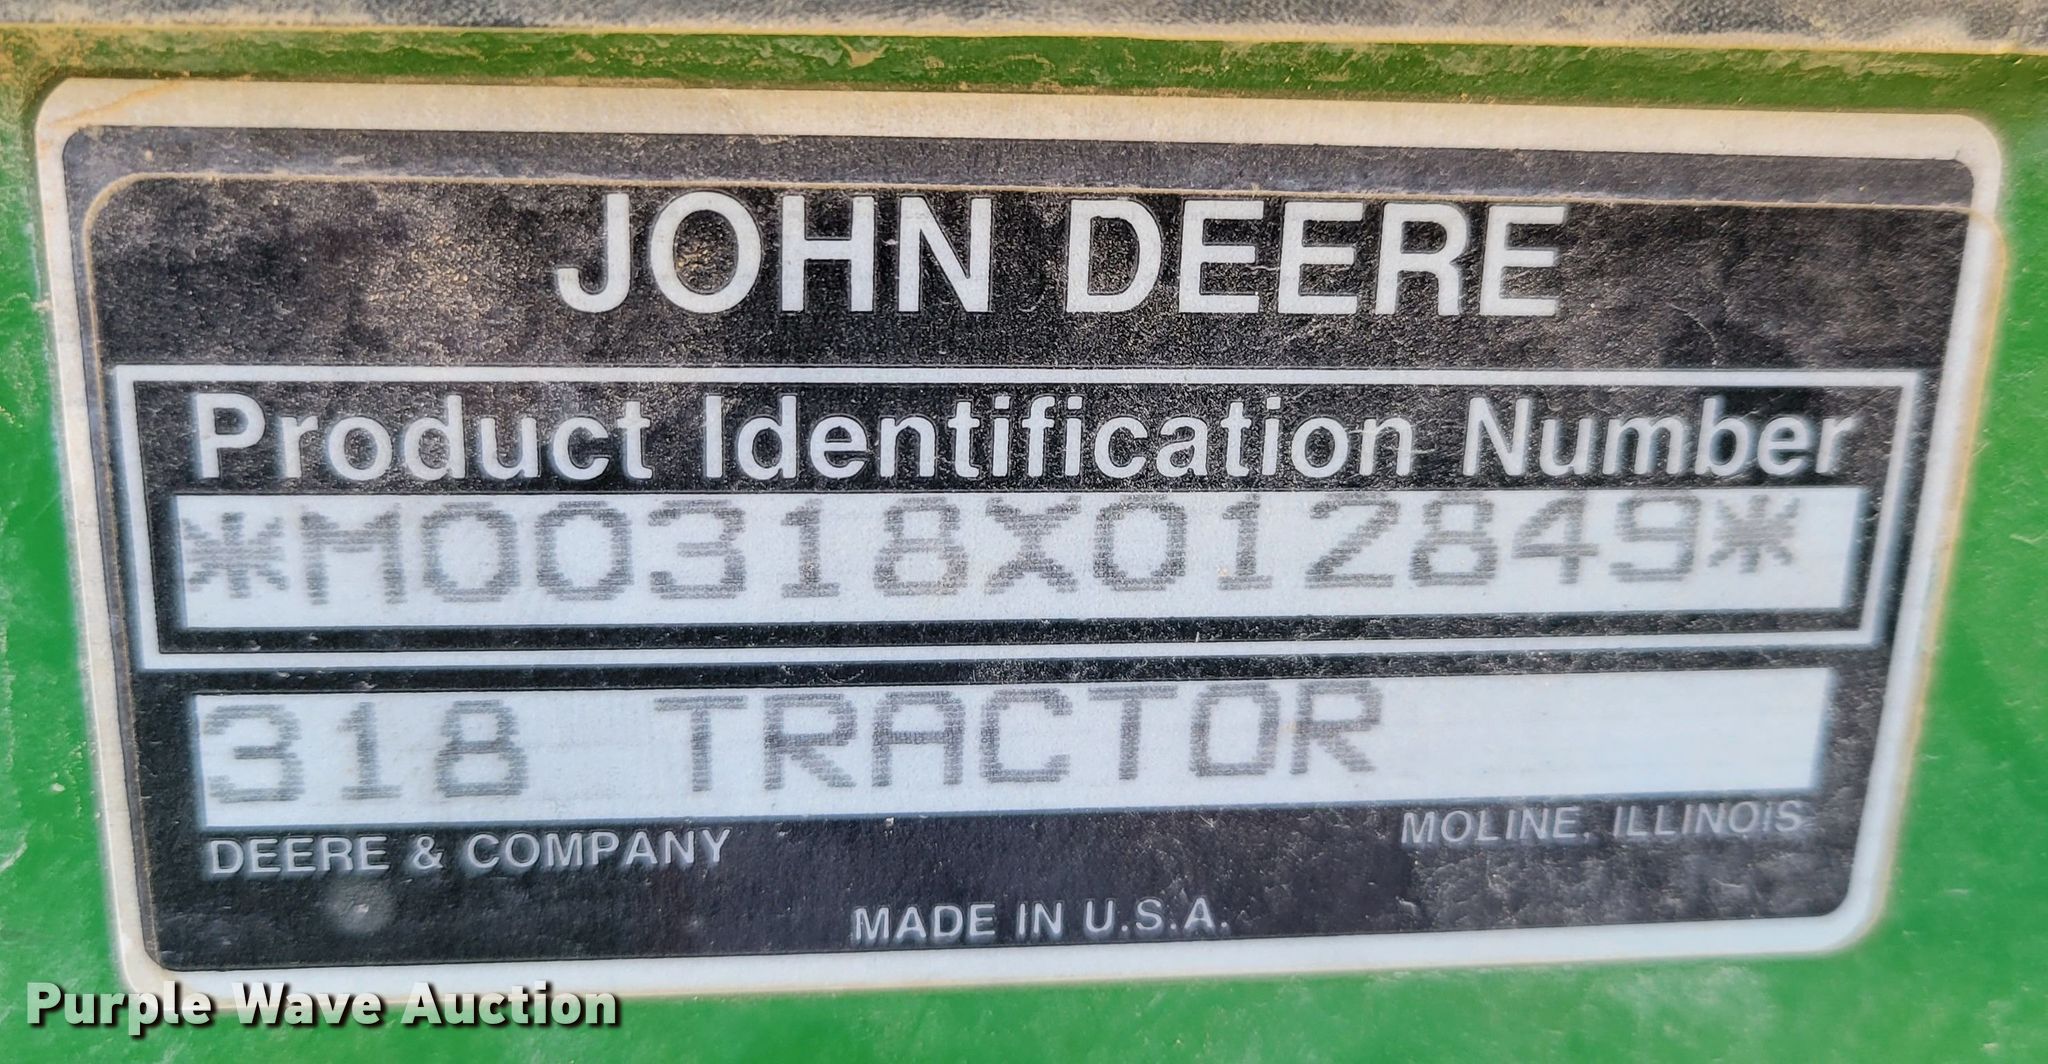 JOHN DEERE
Product Identification Number
*M00318X012849*
318 TRACTOR
DEERE & COMPANY MOLINE, ILLINOIS
MADE IN U.S.A.
Purple Wave Auction